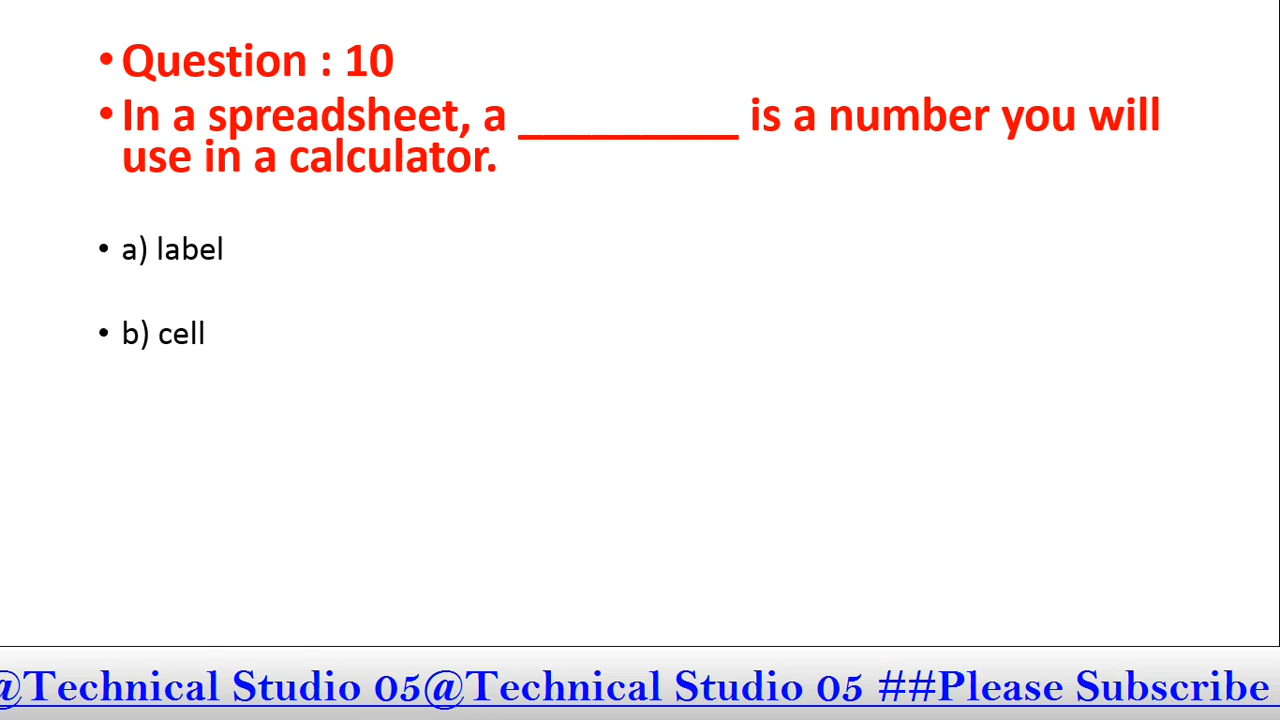 • Question : 10
• In a spreadsheet, a _________ is a number you will
use in a calculator.
• a) label
• b) cell
@Technical Studio 05@Technical Studio 05 ##Please Subscribe